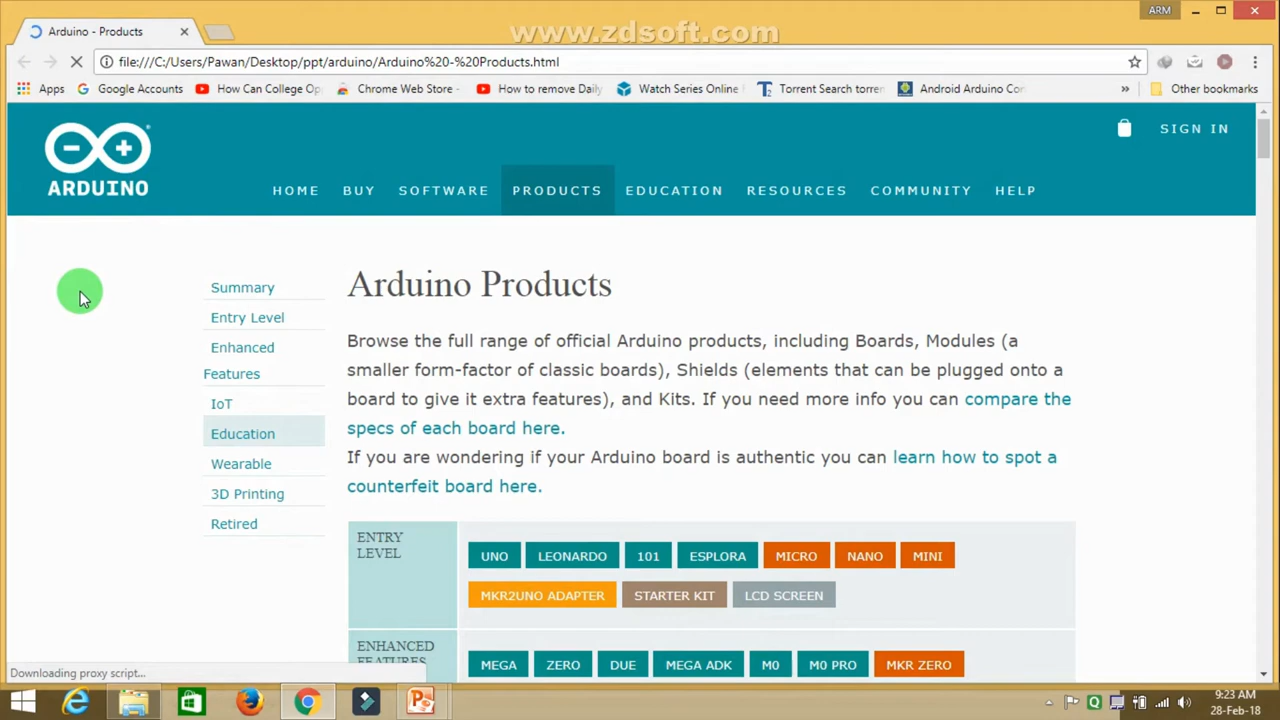 ARM
www.zdsoft.com
Arduino - Products
file:///C:/Users/Pawan/Desktop/ppt/arduino/Arduino%20-%20Products.html
Apps
Google Accounts
How Can College Op
Chrome Web Store -
How to remove Daily
Watch Series Online
Torrent Search torren
Android Arduino Con
»
Other bookmarks
ARDUINO
SIGN IN
HOME
BUY
SOFTWARE
PRODUCTS
EDUCATION
RESOURCES
COMMUNITY
HELP
Summary
Entry Level
Enhanced
Features
IoT
Education
Wearable
3D Printing
Retired
Arduino Products
Browse the full range of official Arduino products, including Boards, Modules (a
smaller form-factor of classic boards), Shields (elements that can be plugged onto a
board to give it extra features), and Kits. If you need more info you can compare the
specs of each board here.
If you are wondering if your Arduino board is authentic you can learn how to spot a
counterfeit board here.
ENTRY
LEVEL
UNO
LEONARDO
101
ESPLORA
MICRO
NANO
MINI
MKR2UNO ADAPTER
STARTER KIT
LCD SCREEN
ENHANCED
FEATURES
MEGA
ZERO
DUE
MEGA ADK
M0
M0 PRO
MKR ZERO
Downloading proxy script...
9:23 AM
28-Feb-18